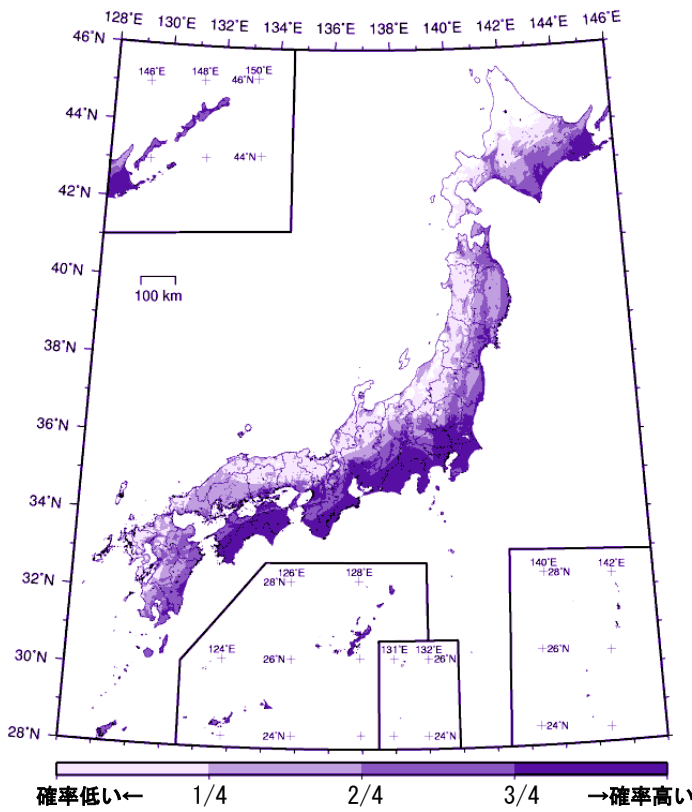 128°E 130°E 132°E 134°E 136°E 138°E 140°E 142°E 144°E 146°E
46°N
146°E 148°E 150°E
46°N
44°N
44°N
42°N
40°N
100 km
38°N
36°N
34°N
32°N
126°E 128°E
28°N
140°E 142°E
28°N
30°N
124°E
26°N
131°E 132°E
26°N
26°N
28°N
24°N
24°N
24°N
確率低い← 1/4 2/4 3/4 →確率高い